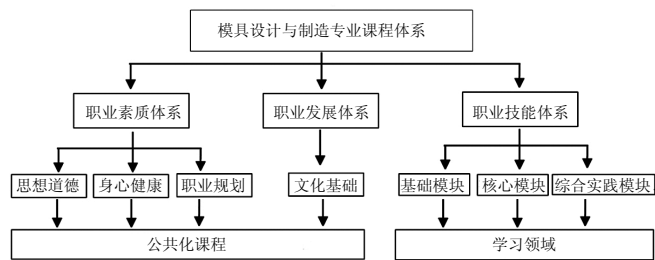 模具设计与制造专业课程体系
职业素质体系
职业发展体系
职业技能体系
思想道德
身心健康
职业规划
文化基础
基础模块
核心模块
综合实践模块
公共化课程
学习领域